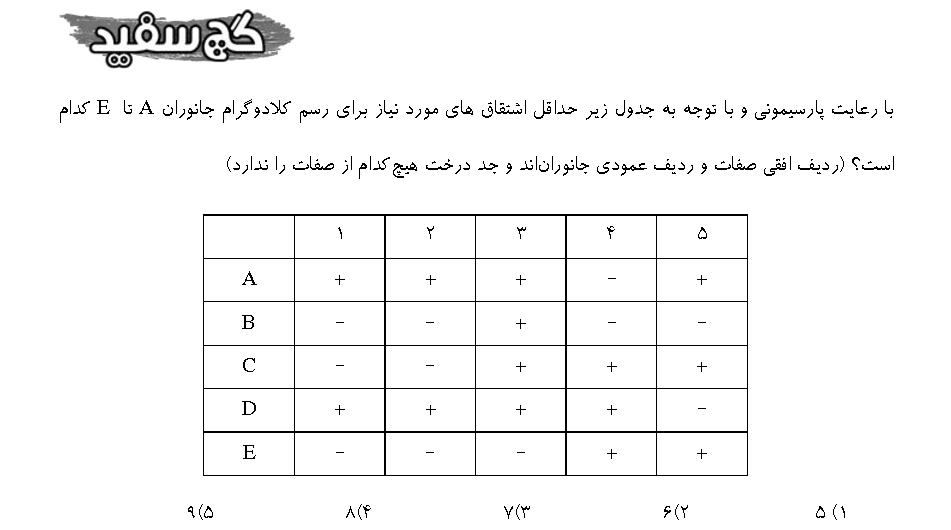 گچ سفید
با رعایت پارسیمونی و با توجه به جدول زیر حداقل اشتقاق های مورد نیاز برای رسم کلادوگرام جانوران A تا E کدام
است؟ (ردیف افقی صفات و ردیف عمودی جانوران‌اند و جد درخت هیچ‌کدام از صفات را ندارد)
۱ ۲ ۳ ۴ ۵
A + + + - +
B - - + - -
C - - + + +
D + + + + -
E - - - + +
۱) ۵ ۲) ۶ ۳) ۷ ۴) ۸ ۵) ۹